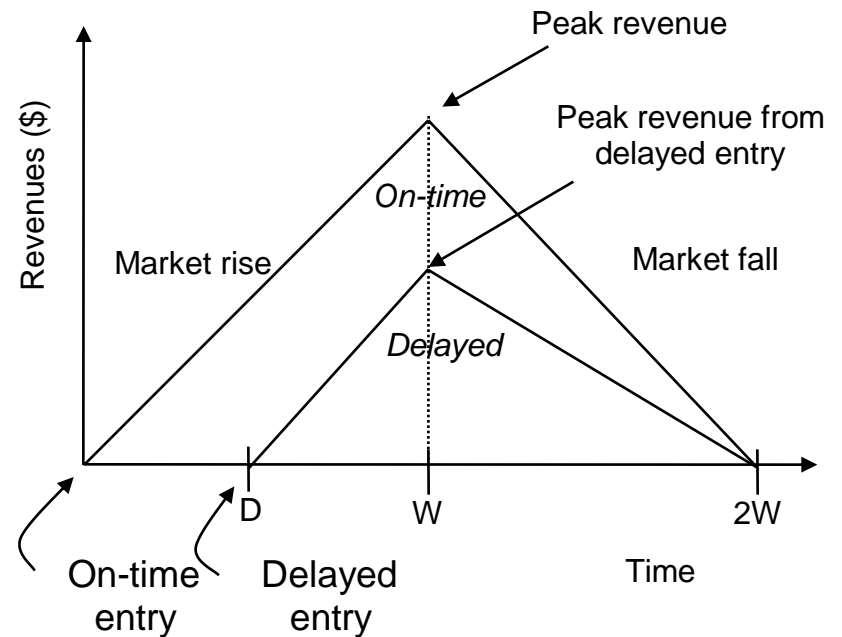 Peak revenue
Peak revenue from
delayed entry
Revenues ($)
On-time
Market rise
Market fall
Delayed
D
W
2W
On-time
entry
Delayed
entry
Time